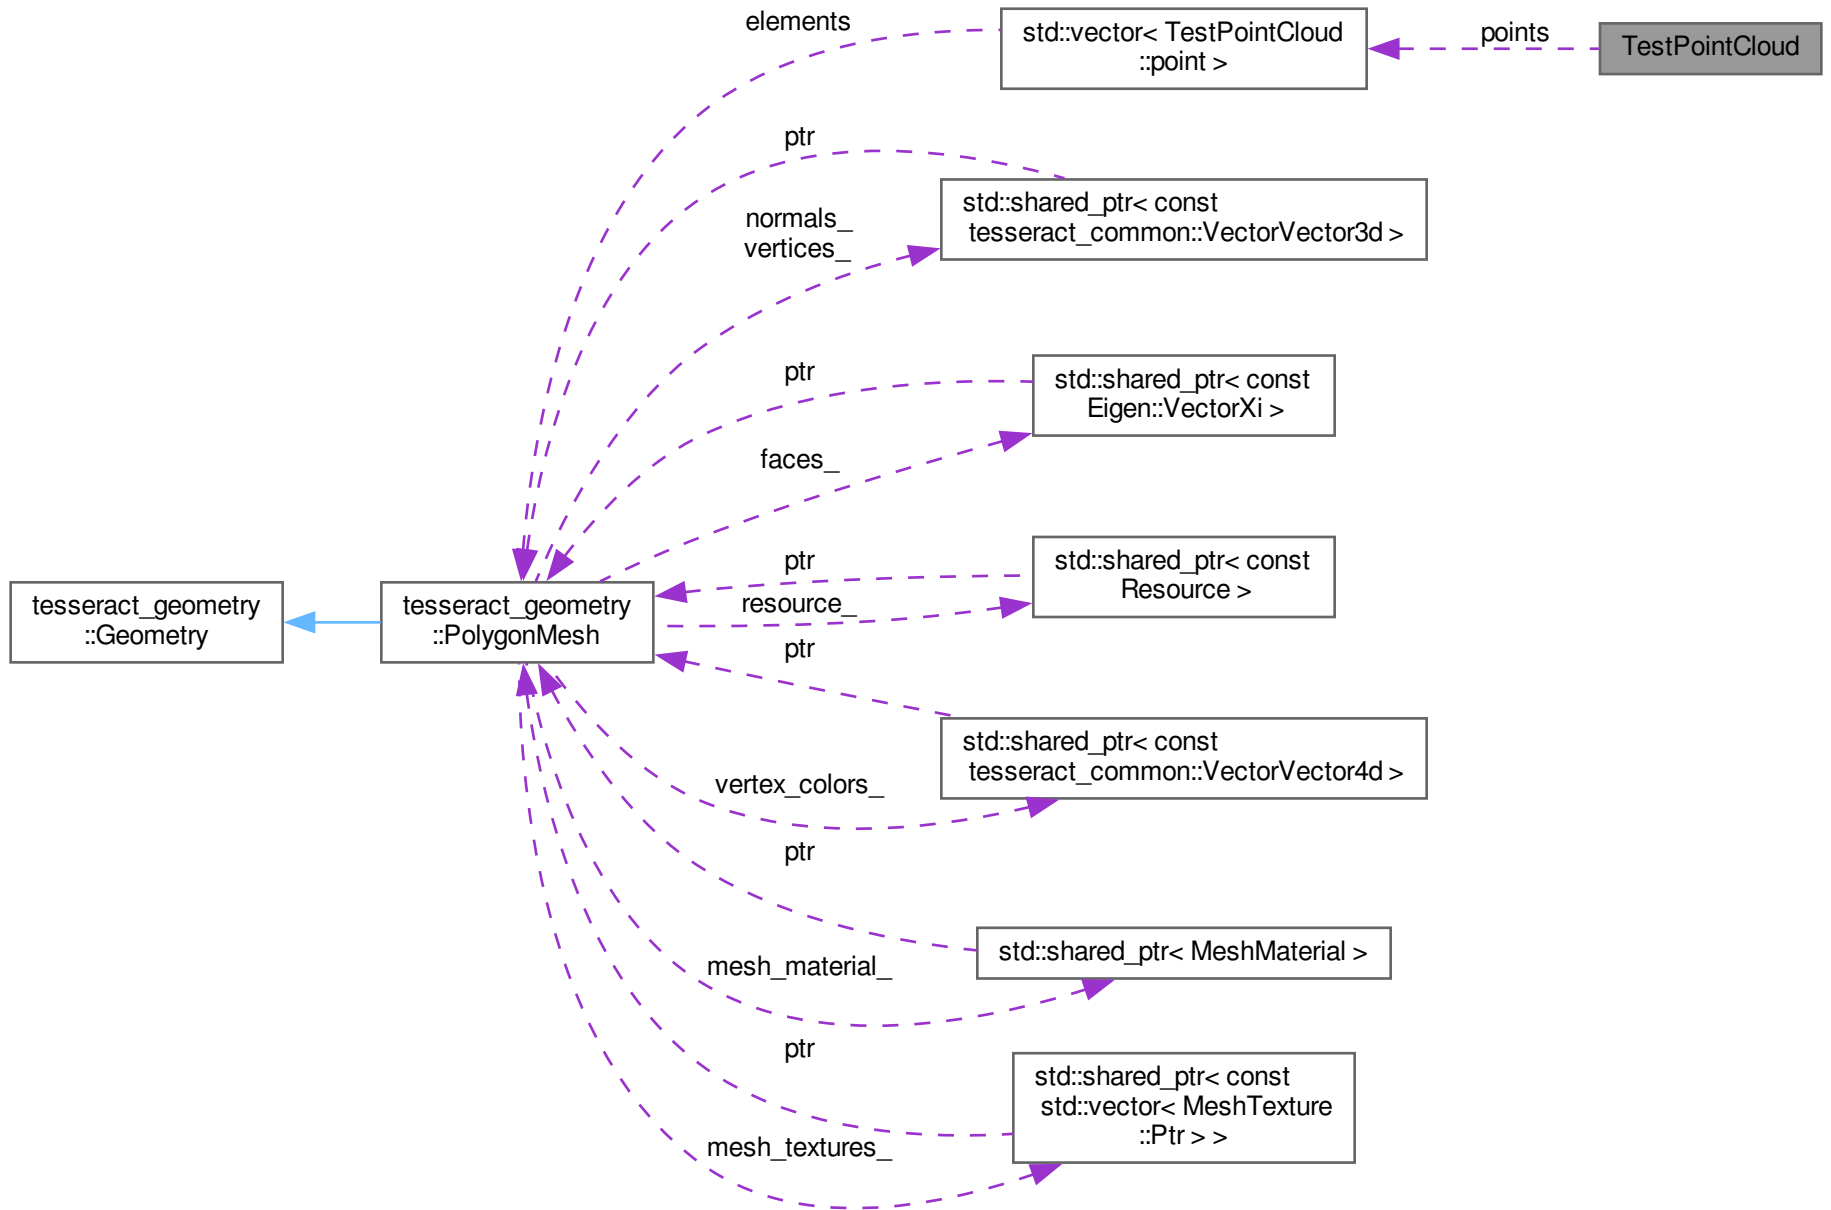 elements
std::vector< TestPointCloud
::point >
points
TestPointCloud
ptr
std::shared_ptr< const
tesseract_common::VectorVector3d >
normals_
vertices_
ptr
std::shared_ptr< const
Eigen::VectorXi >
faces_
ptr
std::shared_ptr< const
Resource >
resource_
tesseract_geometry
::Geometry
tesseract_geometry
::PolygonMesh
ptr
std::shared_ptr< const
tesseract_common::VectorVector4d >
vertex_colors_
ptr
std::shared_ptr< MeshMaterial >
mesh_material_
ptr
std::shared_ptr< const
std::vector< MeshTexture
::Ptr > >
mesh_textures_